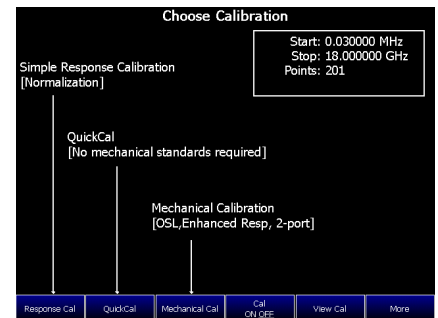 Choose Calibration
Start: 0.030000 MHz
Stop: 18.000000 GHz
Points: 201
Simple Response Calibration
[Normalization]
QuickCal
[No mechanical standards required]
Mechanical Calibration
[OSL,Enhanced Resp, 2-port]
Response Cal
QuickCal
Mechanical Cal
Cal
ON OFF
View Cal
More